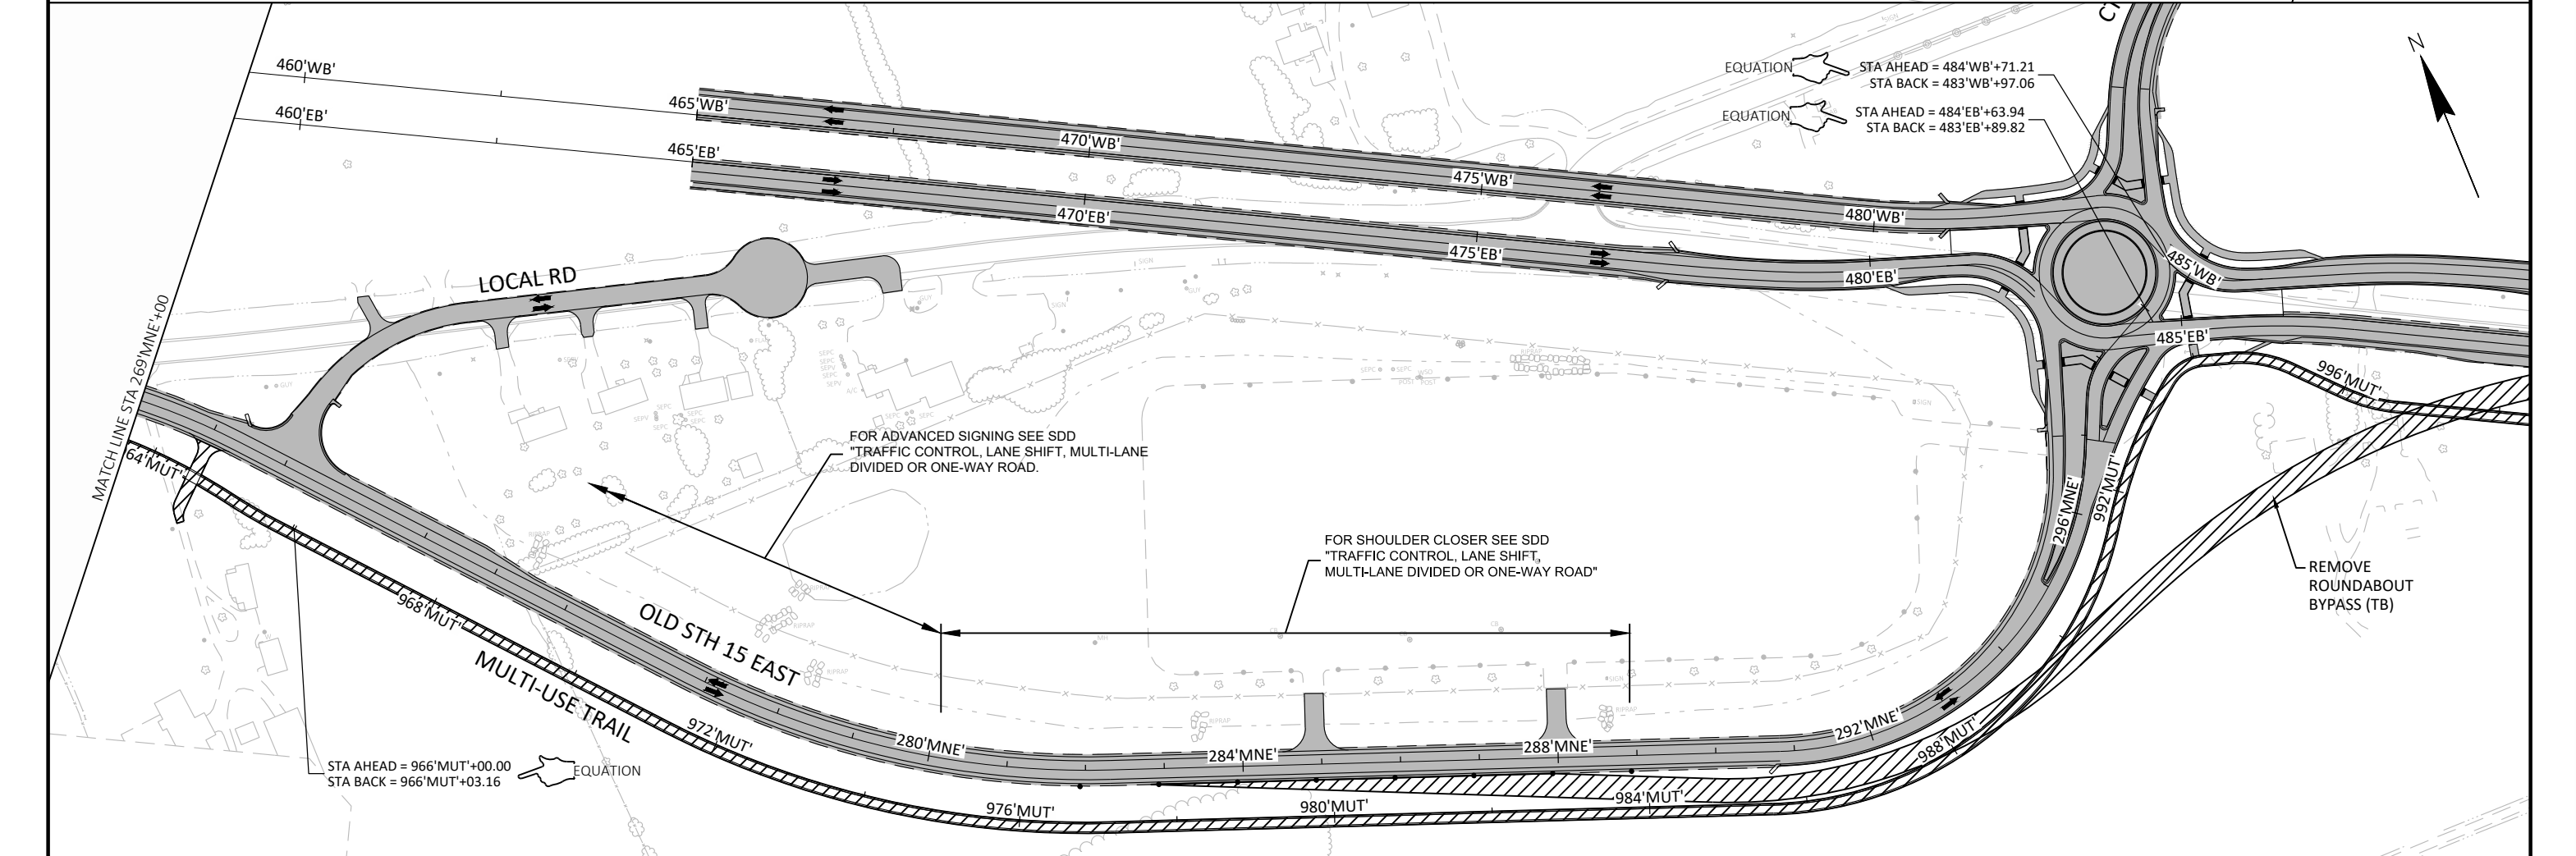 460'WB'
460'EB'
465'WB'
465'EB'
470'WB'
470'EB'
475'WB'
475'EB'
480'WB'
480'EB'
485'WB'
485'EB'
EQUATION
STA AHEAD = 484'WB'+71.21
STA BACK = 483'WB'+97.06
EQUATION
STA AHEAD = 484'EB'+63.94
STA BACK = 483'EB'+89.82
N
LOCAL RD
MATCH LINE STA 269'MNE'+00
64'MUT'
968'MUT'
972'MUT'
976'MUT'
980'MUT'
984'MUT'
988'MUT'
992'MUT'
996'MUT'
280'MNE'
284'MNE'
288'MNE'
292'MNE'
296'MNE'
OLD STH 15 EAST
MULTI-USE TRAIL
FOR ADVANCED SIGNING SEE SDD
"TRAFFIC CONTROL, LANE SHIFT, MULTI-LANE
DIVIDED OR ONE-WAY ROAD.
FOR SHOULDER CLOSER SEE SDD
"TRAFFIC CONTROL, LANE SHIFT,
MULTI-LANE DIVIDED OR ONE-WAY ROAD"
REMOVE
ROUNDABOUT
BYPASS (TB)
STA AHEAD = 966'MUT'+00.00
STA BACK = 966'MUT'+03.16
EQUATION
SIGN
GUY
RIPRAP